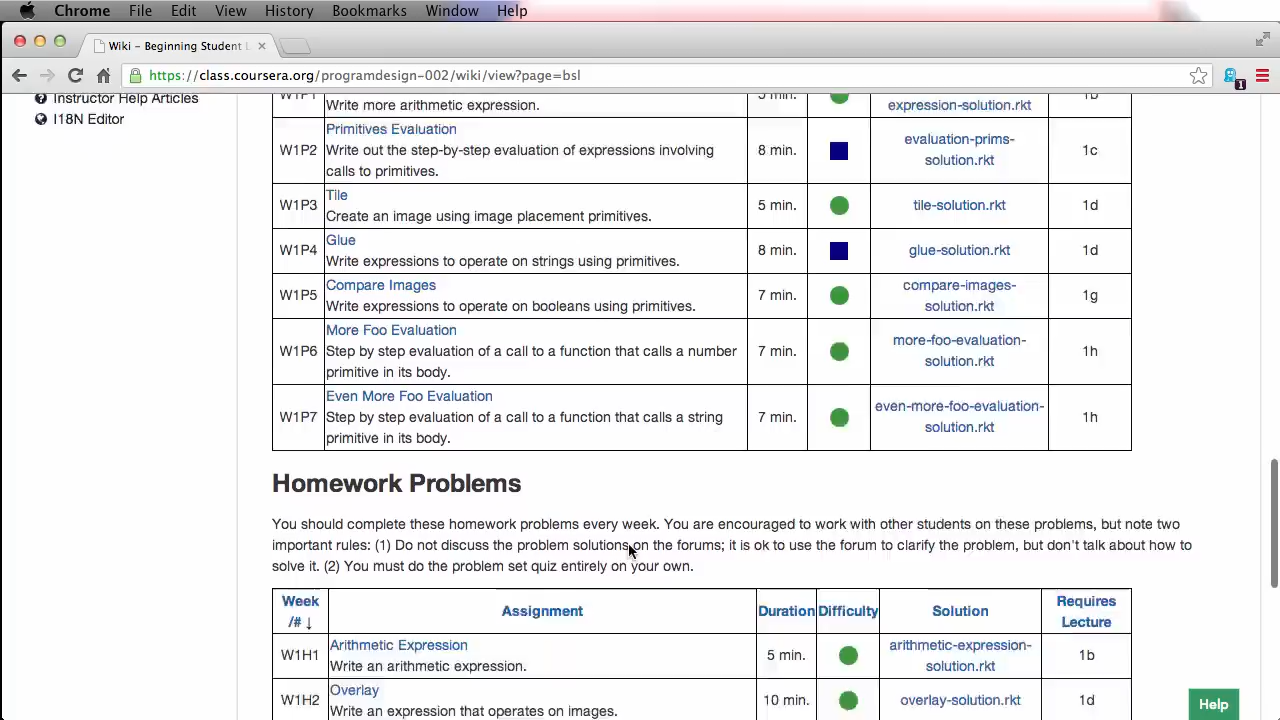 Chrome File Edit View History Bookmarks Window Help
Wiki – Beginning Student L
https://class.coursera.org/programdesign-002/wiki/view?page=bsl
1
Instructor Help Articles
I18N Editor
W1P1
Write more arithmetic expression.
5 min.
expression-solution.rkt
1b
W1P2
Primitives Evaluation
Write out the step-by-step evaluation of expressions involving
calls to primitives.
8 min.
evaluation-prims-
solution.rkt
1c
W1P3
Tile
Create an image using image placement primitives.
5 min.
tile-solution.rkt
1d
W1P4
Glue
Write expressions to operate on strings using primitives.
8 min.
glue-solution.rkt
1d
W1P5
Compare Images
Write expressions to operate on booleans using primitives.
7 min.
compare-images-
solution.rkt
1g
W1P6
More Foo Evaluation
Step by step evaluation of a call to a function that calls a number
primitive in its body.
7 min.
more-foo-evaluation-
solution.rkt
1h
W1P7
Even More Foo Evaluation
Step by step evaluation of a call to a function that calls a string
primitive in its body.
7 min.
even-more-foo-evaluation-
solution.rkt
1h
Homework Problems
You should complete these homework problems every week. You are encouraged to work with other students on these problems, but note two
important rules: (1) Do not discuss the problem solutions on the forums; it is ok to use the forum to clarify the problem, but don't talk about how to
solve it. (2) You must do the problem set quiz entirely on your own.
Week
/# ↓
Assignment
Duration
Difficulty
Solution
Requires
Lecture
W1H1
Arithmetic Expression
Write an arithmetic expression.
5 min.
arithmetic-expression-
solution.rkt
1b
W1H2
Overlay
Write an expression that operates on images.
10 min.
overlay-solution.rkt
1d
Help